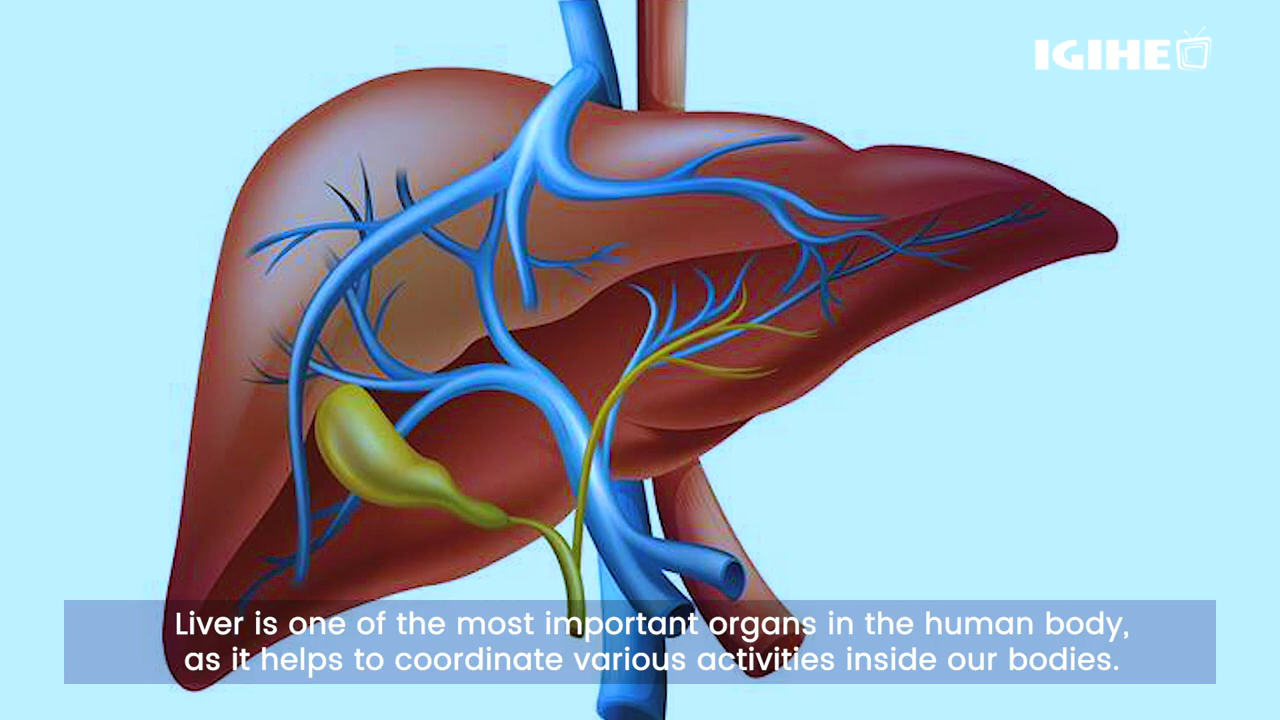 IGIHE
Liver is one of the most important organs in the human body,
as it helps to coordinate various activities inside our bodies.